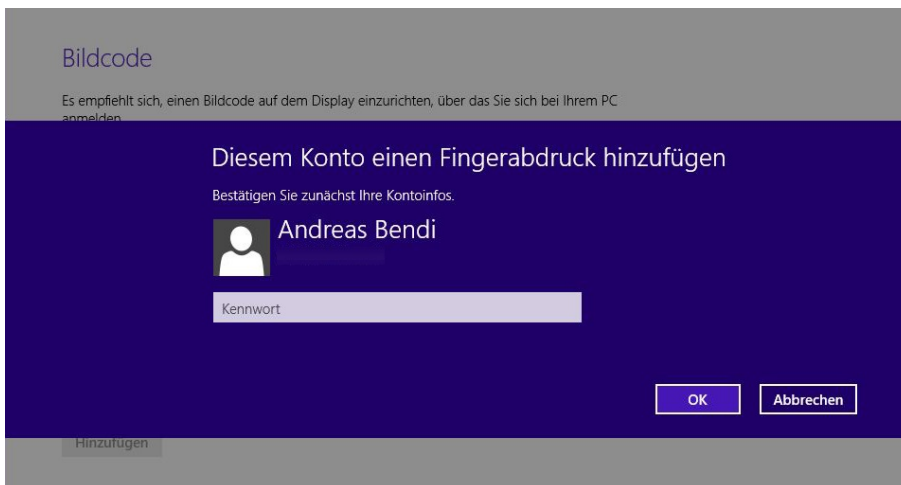 Bildcode
Es empfiehlt sich, einen Bildcode auf dem Display einzurichten, über das Sie sich bei Ihrem PC
anmelden
Diesem Konto einen Fingerabdruck hinzufügen
Bestätigen Sie zunächst Ihre Kontoinfos.
Andreas Bendi
Kennwort
OK Abbrechen
Hinzufügen